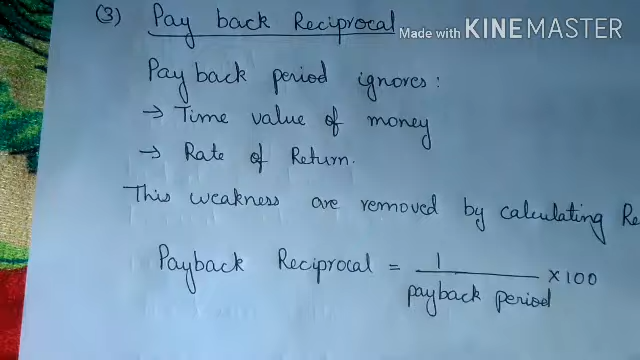 (3) Pay back Reciprocal
Made with KINEMASTER
Pay back period ignores:
→ Time value of money
→ Rate of Return.
This weakness are removed by calculating Re
Payback Reciprocal = 1 / payback period × 100